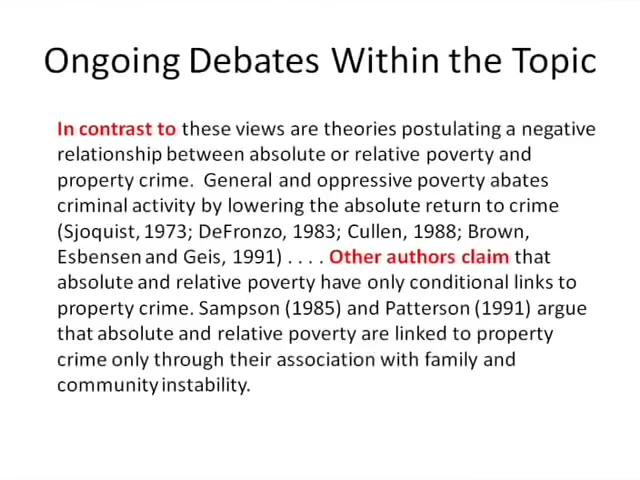 Ongoing Debates Within the Topic
In contrast to these views are theories postulating a negative
relationship between absolute or relative poverty and
property crime.  General and oppressive poverty abates
criminal activity by lowering the absolute return to crime
(Sjoquist, 1973; DeFronzo, 1983; Cullen, 1988; Brown,
Esbensen and Geis, 1991) . . . . Other authors claim that
absolute and relative poverty have only conditional links to
property crime. Sampson (1985) and Patterson (1991) argue
that absolute and relative poverty are linked to property
crime only through their association with family and
community instability.